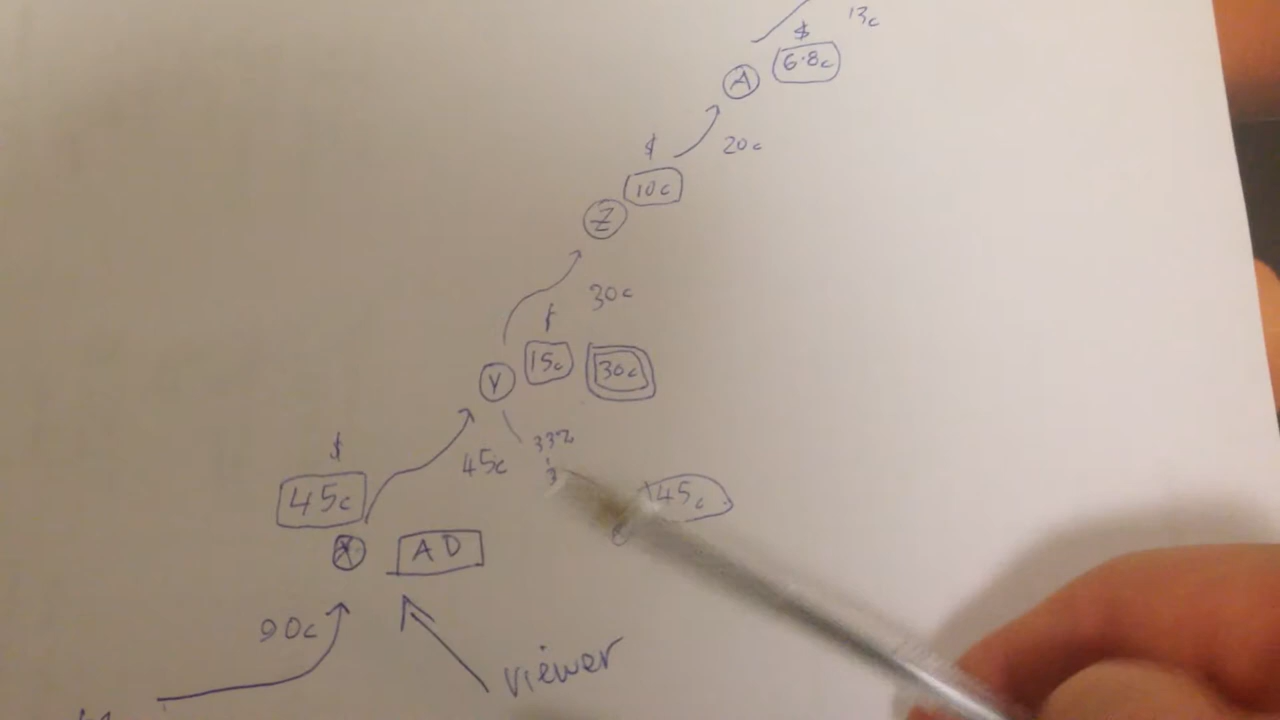 13c
$
6.8c
A
$
20c
10c
Z
30c
$
15c
30c
Y
33%
$
45c
45c
45c
X
AD
90c
viewer